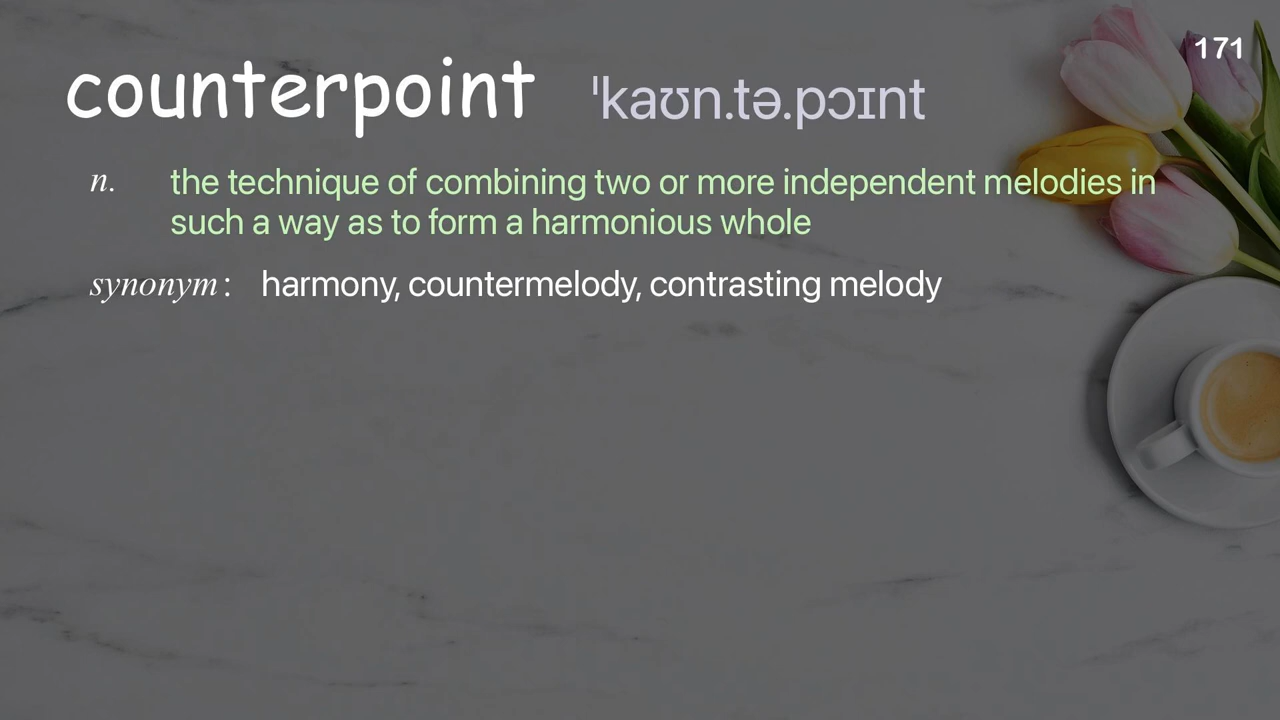 171
counterpoint ˈkaʊn.tə.pɔɪnt
n. the technique of combining two or more independent melodies in
such a way as to form a harmonious whole
synonym: harmony, countermelody, contrasting melody